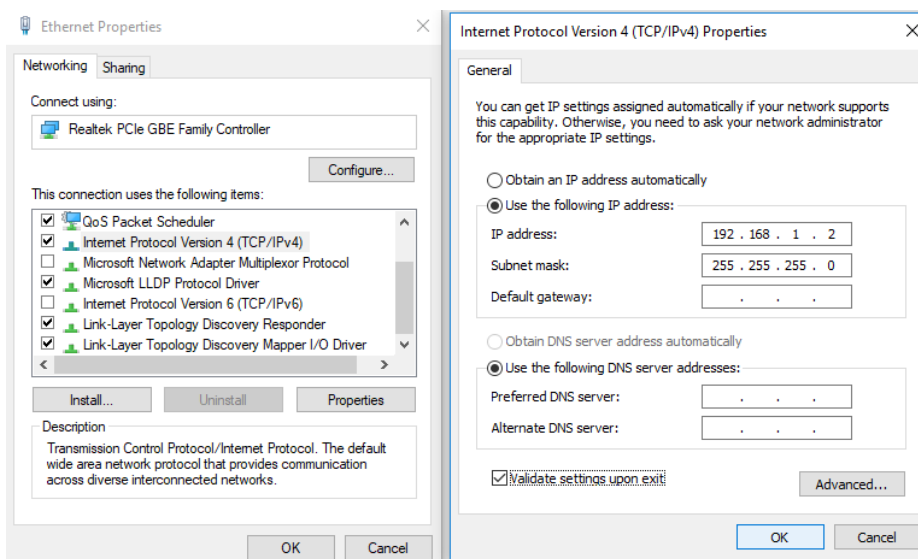 Ethernet Properties
Networking
Sharing
Connect using:
Realtek PCIe GBE Family Controller
Configure...
This connection uses the following items:
QoS Packet Scheduler
Internet Protocol Version 4 (TCP/IPv4)
Microsoft Network Adapter Multiplexor Protocol
Microsoft LLDP Protocol Driver
Internet Protocol Version 6 (TCP/IPv6)
Link-Layer Topology Discovery Responder
Link-Layer Topology Discovery Mapper I/O Driver
Install...
Uninstall
Properties
Description
Transmission Control Protocol/Internet Protocol. The default
wide area network protocol that provides communication
across diverse interconnected networks.
OK
Cancel
Internet Protocol Version 4 (TCP/IPv4) Properties
General
You can get IP settings assigned automatically if your network supports
this capability. Otherwise, you need to ask your network administrator
for the appropriate IP settings.
Obtain an IP address automatically
Use the following IP address:
IP address:
192 . 168 . 1 . 2
Subnet mask:
255 . 255 . 255 . 0
Default gateway:
. . .
Obtain DNS server address automatically
Use the following DNS server addresses:
Preferred DNS server:
. . .
Alternate DNS server:
. . .
Validate settings upon exit
Advanced...
OK
Cancel